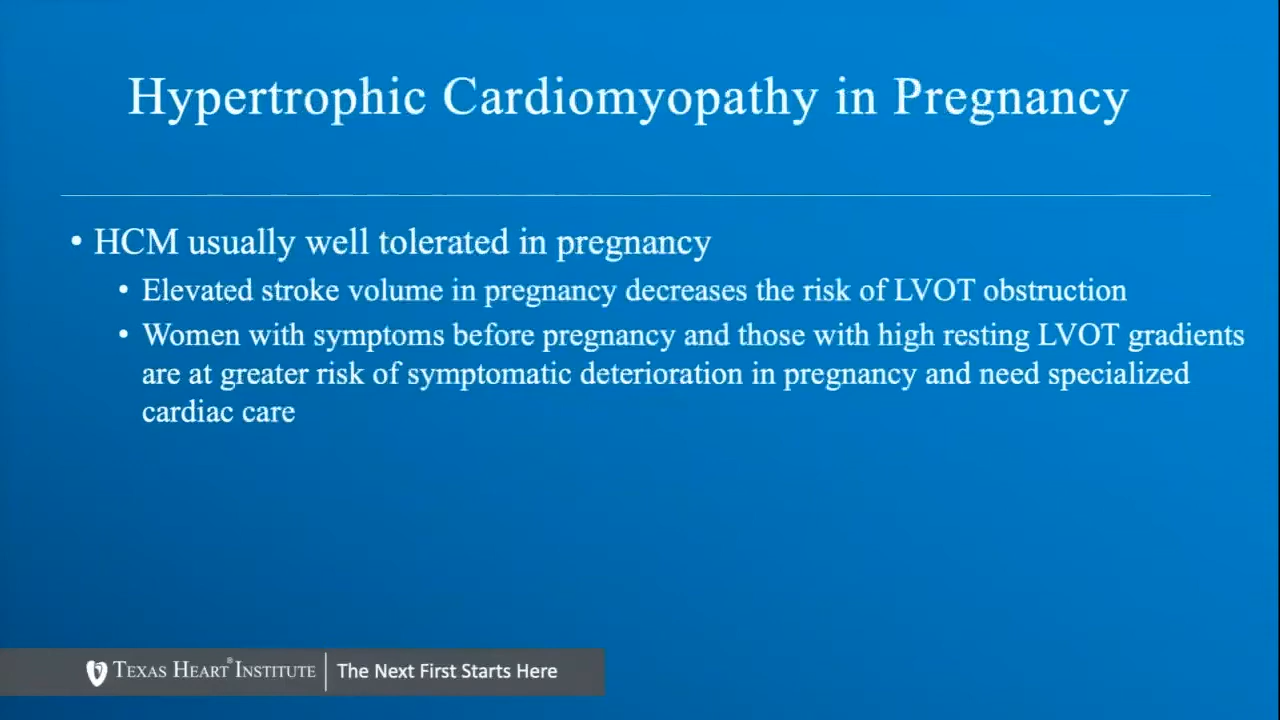 Hypertrophic Cardiomyopathy in Pregnancy
• HCM usually well tolerated in pregnancy
• Elevated stroke volume in pregnancy decreases the risk of LVOT obstruction
• Women with symptoms before pregnancy and those with high resting LVOT gradients
are at greater risk of symptomatic deterioration in pregnancy and need specialized
cardiac care
TEXAS HEART® INSTITUTE | The Next First Starts Here